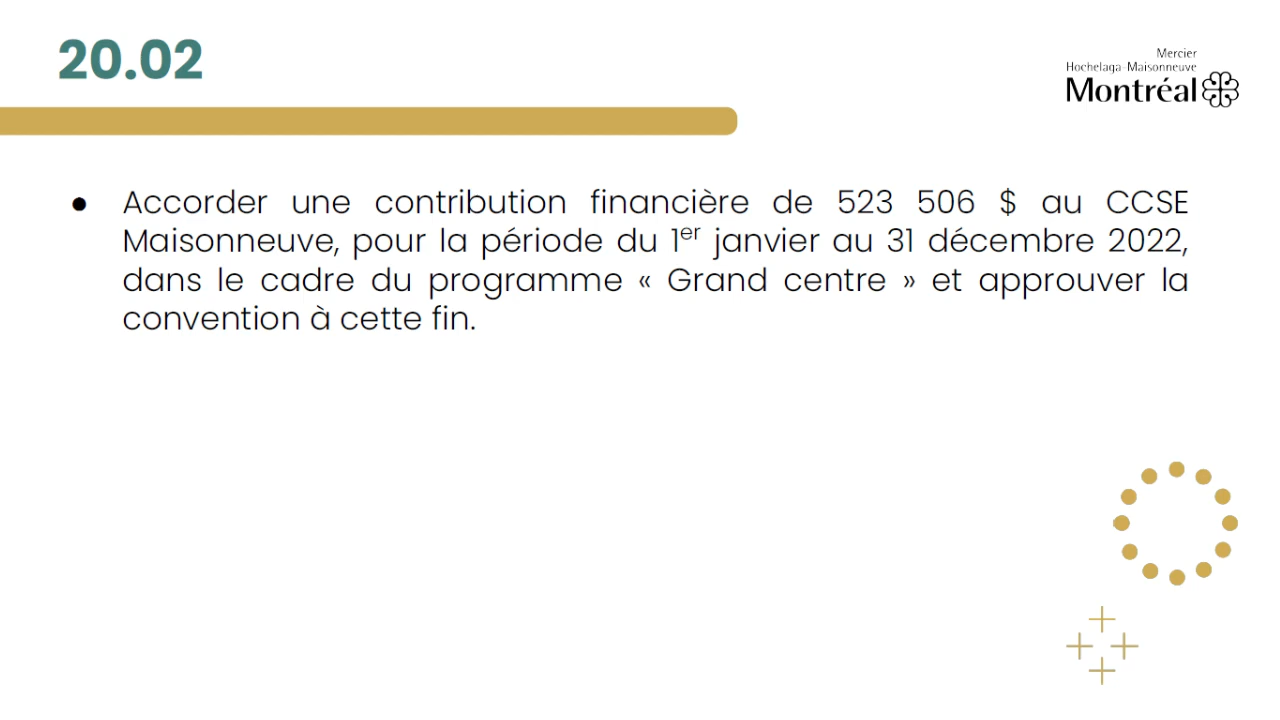 20.02
Mercier
Hochelaga-Maisonneuve
Montréal
● Accorder une contribution financière de 523 506 $ au CCSE
Maisonneuve, pour la période du 1er janvier au 31 décembre 2022,
dans le cadre du programme « Grand centre » et approuver la
convention à cette fin.